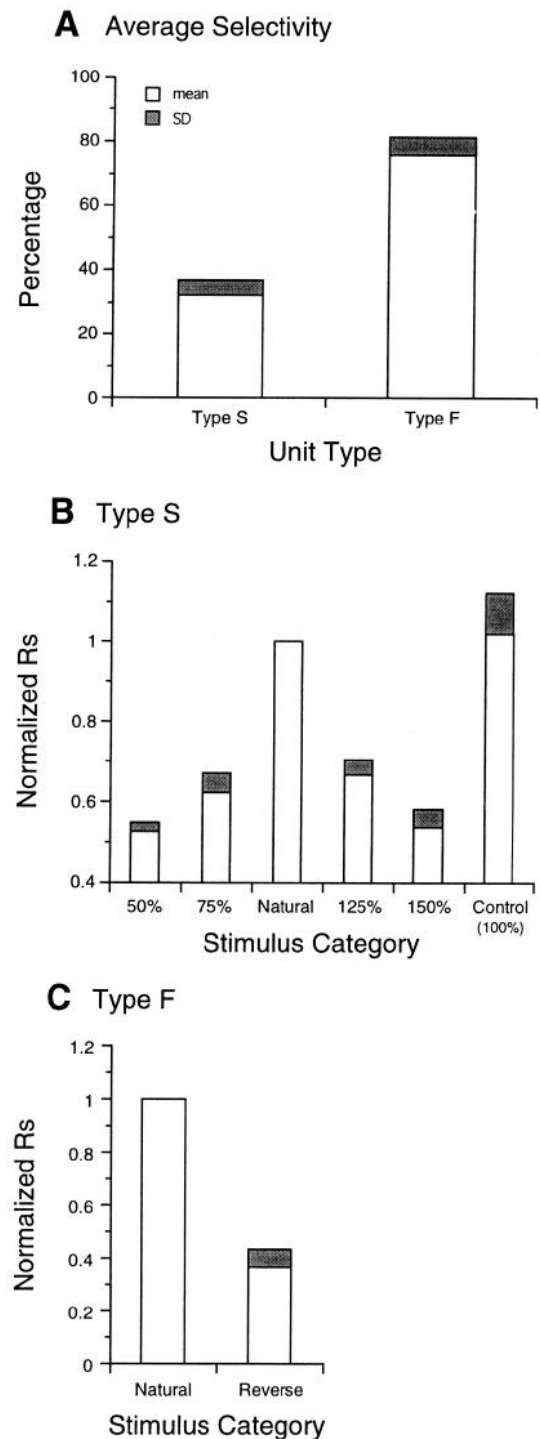 A Average Selectivity
100
80
60
40
20
0
Percentage
mean
SD
Type S Type F
Unit Type
B Type S
1.2
1
0.8
0.6
0.4
Normalized Rs
50% 75% Natural 125% 150% Control
(100%)
Stimulus Category
C Type F
1.2
1
0.8
0.6
0.4
0.2
0
Normalized Rs
Natural Reverse
Stimulus Category